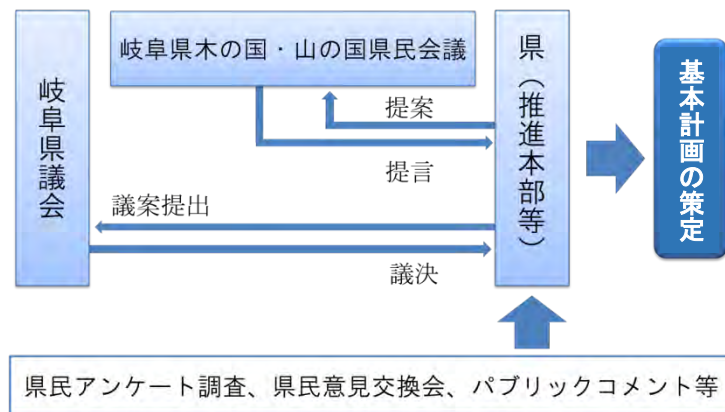 岐阜県木の国・山の国県民会議
岐阜県議会
県（推進本部等）
基本計画の策定
提案
提言
議案提出
議決
県民アンケート調査、県民意見交換会、パブリックコメント等